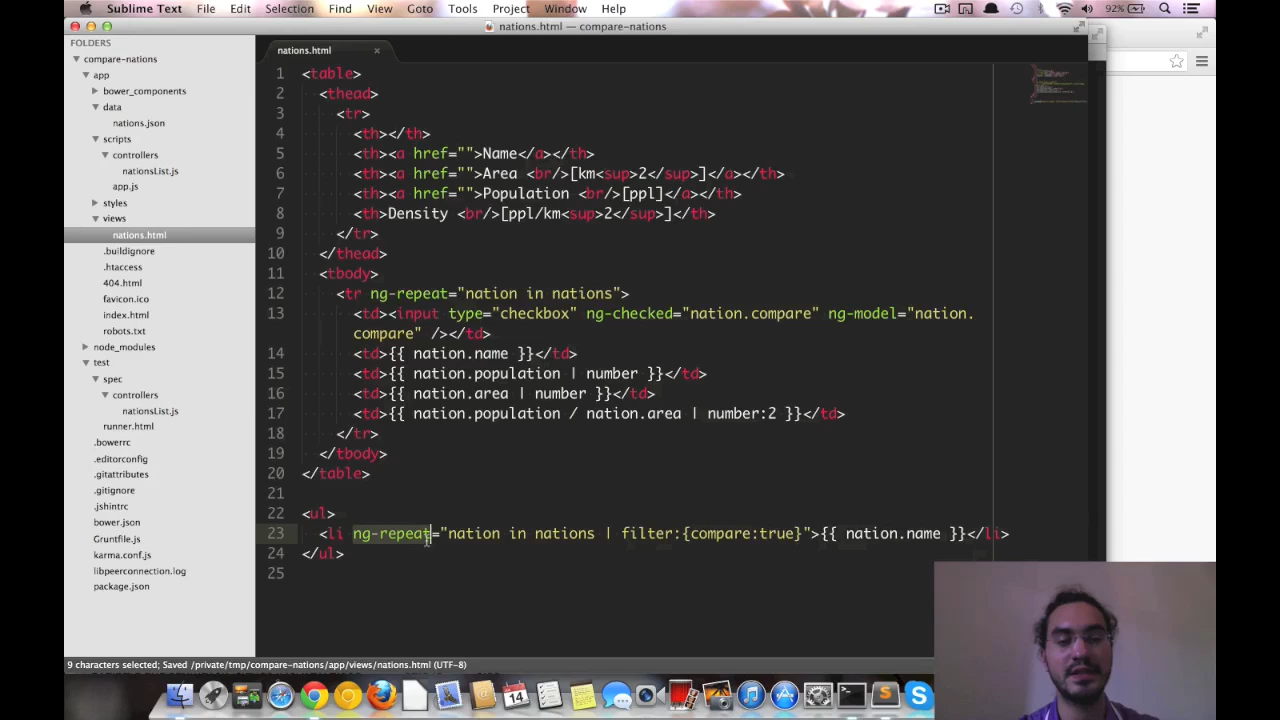 Sublime Text File Edit Selection Find View Goto Tools Project Window Help 92%
nations.html — compare-nations
FOLDERS
compare-nations
app
bower_components
data
nations.json
scripts
controllers
nationsList.js
app.js
styles
views
nations.html
.buildignore
.htaccess
404.html
favicon.ico
index.html
robots.txt
node_modules
test
spec
controllers
nationsList.js
runner.html
.bowerrc
.editorconfig
.gitattributes
.gitignore
.jshintrc
bower.json
Gruntfile.js
karma.conf.js
libpeerconnection.log
package.json
nations.html
1 <table>
2 <thead>
3 <tr>
4 <th></th>
5 <th><a href="">Name</a></th>
6 <th><a href="">Area <br/>[km<sup>2</sup>]</a></th>
7 <th><a href="">Population <br/>[ppl]</a></th>
8 <th>Density <br/>[ppl/km<sup>2</sup>]</th>
9 </tr>
10 </thead>
11 <tbody>
12 <tr ng-repeat="nation in nations">
13 <td><input type="checkbox" ng-checked="nation.compare" ng-model="nation.
compare" /></td>
14 <td>{{ nation.name }}</td>
15 <td>{{ nation.population | number }}</td>
16 <td>{{ nation.area | number }}</td>
17 <td>{{ nation.population / nation.area | number:2 }}</td>
18 </tr>
19 </tbody>
20 </table>
21
22 <ul>
23 <li ng-repeat="nation in nations | filter:{compare:true}">{{ nation.name }}</li>
24 </ul>
25
9 characters selected; Saved /private/tmp/compare-nations/app/views/nations.html (UTF-8)
14